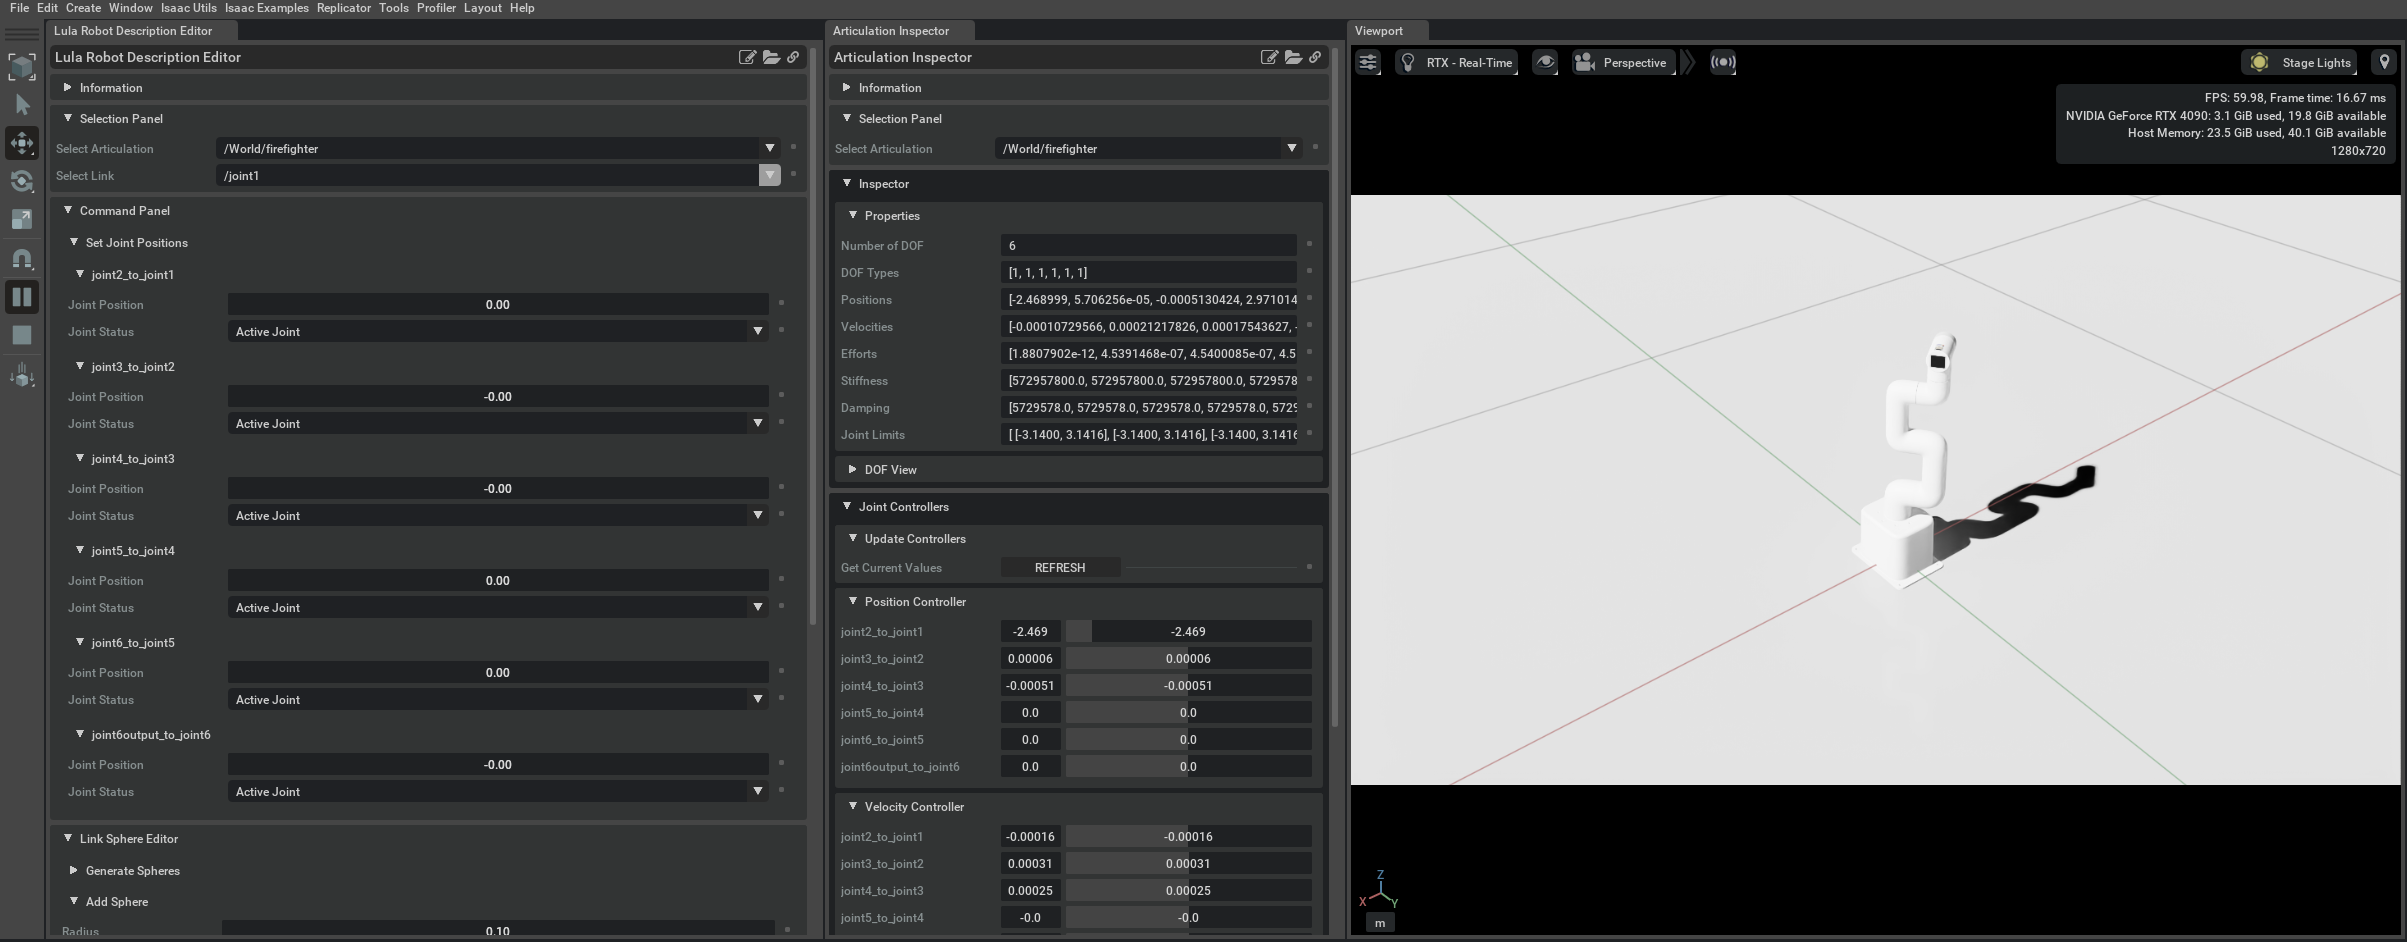 File Edit Create Window Isaac Utils Isaac Examples Replicator Tools Profiler Layout Help
Lula Robot Description Editor
Lula Robot Description Editor
Information
Selection Panel
Select Articulation /World/firefighter
Select Link /joint1
Command Panel
Set Joint Positions
joint2_to_joint1
Joint Position 0.00
Joint Status Active Joint
joint3_to_joint2
Joint Position -0.00
Joint Status Active Joint
joint4_to_joint3
Joint Position -0.00
Joint Status Active Joint
joint5_to_joint4
Joint Position 0.00
Joint Status Active Joint
joint6_to_joint5
Joint Position 0.00
Joint Status Active Joint
joint6output_to_joint6
Joint Position -0.00
Joint Status Active Joint
Link Sphere Editor
Generate Spheres
Add Sphere
Radius 0.10
Articulation Inspector
Articulation Inspector
Information
Selection Panel
Select Articulation /World/firefighter
Inspector
Properties
Number of DOF 6
DOF Types [1, 1, 1, 1, 1, 1]
Positions [-2.468999, 5.706256e-05, -0.0005130424, 2.971014
Velocities [-0.00010729566, 0.00021217826, 0.00017543627, -
Efforts [1.8807902e-12, 4.5391468e-07, 4.5400085e-07, 4.5
Stiffness [572957800.0, 572957800.0, 572957800.0, 5729578
Damping [5729578.0, 5729578.0, 5729578.0, 5729578.0, 5729
Joint Limits [ [-3.1400, 3.1416], [-3.1400, 3.1416], [-3.1400, 3.1416
DOF View
Joint Controllers
Update Controllers
Get Current Values REFRESH
Position Controller
joint2_to_joint1 -2.469 -2.469
joint3_to_joint2 0.00006 0.00006
joint4_to_joint3 -0.00051 -0.00051
joint5_to_joint4 0.0 0.0
joint6_to_joint5 0.0 0.0
joint6output_to_joint6 0.0 0.0
Velocity Controller
joint2_to_joint1 -0.00016 -0.00016
joint3_to_joint2 0.00031 0.00031
joint4_to_joint3 0.00025 0.00025
joint5_to_joint4 -0.0 -0.0
Viewport
RTX - Real-Time Perspective Stage Lights
FPS: 59.98, Frame time: 16.67 ms
NVIDIA GeForce RTX 4090: 3.1 GiB used, 19.8 GiB available
Host Memory: 23.5 GiB used, 40.1 GiB available
1280x720
Z
X Y
m